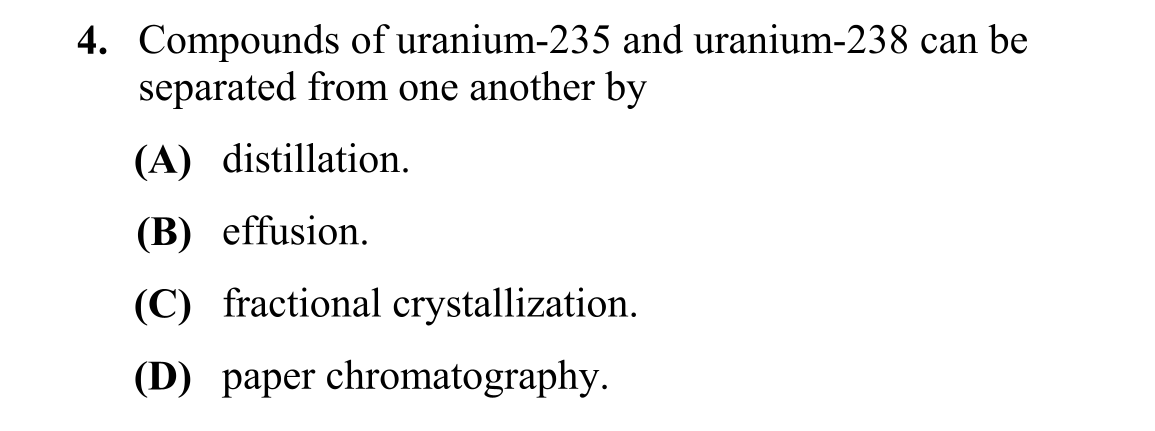 4. Compounds of uranium-235 and uranium-238 can be
separated from one another by
(A) distillation.
(B) effusion.
(C) fractional crystallization.
(D) paper chromatography.